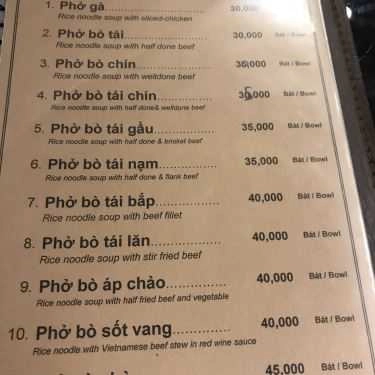 1. Phở gà.......................... 30,000
Rice noodle soup with sliced-chicken
2. Phở bò tái...................... 30,000 Bát / Bowl
Rice noodle soup with half done beef
3. Phở bò chín.................. 30,000 Bát / Bowl
Rice noodle soup with welldone beef
4. Phở bò tái chín.............. Bát / Bowl
Rice noodle soup with half done& welldone beef
5. Phở bò tái gầu.............. 35,000 Bát / Bowl
Rice noodle soup with half done & brisket beef
6. Phở bò tái nạm............. 35,000 Bát / Bowl
Rice noodle soup with half done & flank beef
7. Phở bò tái bắp.............. 40,000 Bát / Bowl
Rice noodle soup with beef fillet
8. Phở bò tái lăn............... 40,000 Bát / Bowl
Rice noodle soup with stir fried beef
9. Phở bò áp chảo............ 40,000 Bát / Bowl
Rice noodle soup with half fried beef and vegetable
10. Phở bò sốt vang............ 40,000 Bát / Bowl
Rice noodle with Vietnamese beef stew in red wine sauce
45,000 Bát / Bowl